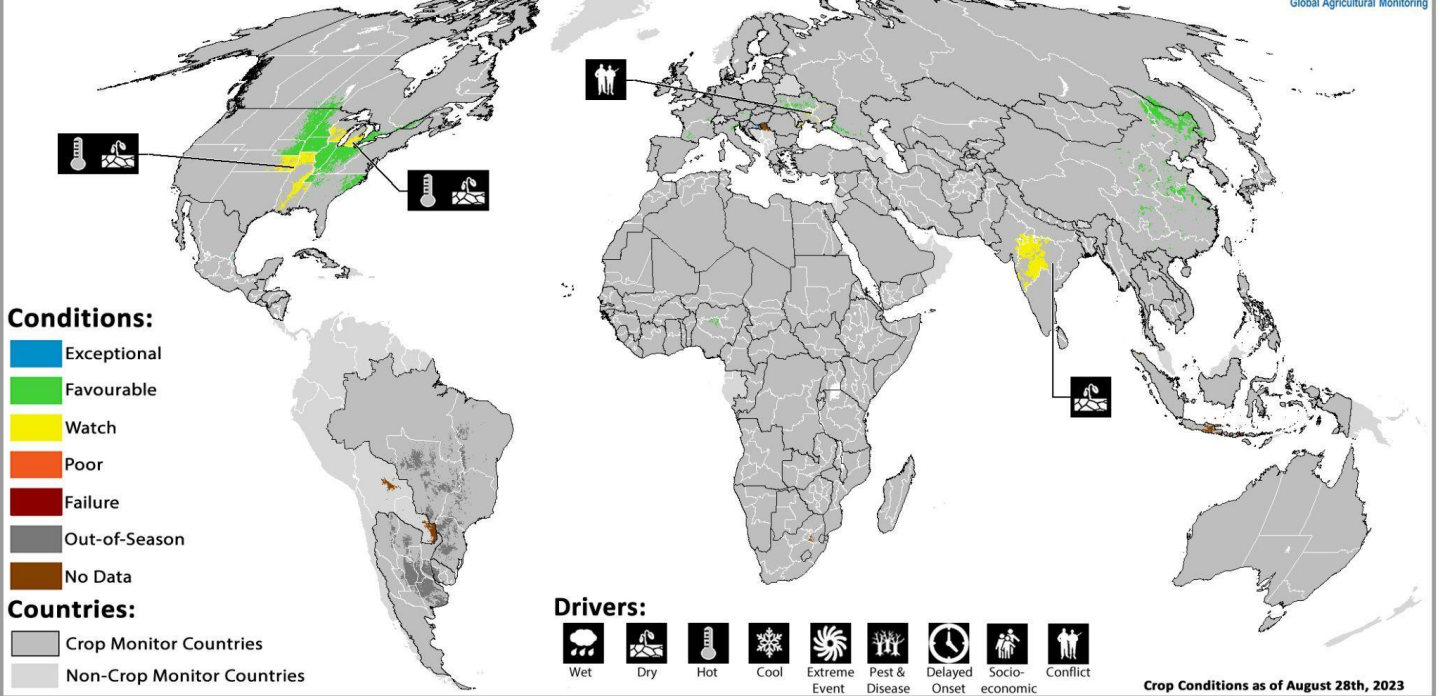 Global Agricultural Monitoring
Conditions:
Exceptional
Favourable
Watch
Poor
Failure
Out-of-Season
No Data
Countries:
Crop Monitor Countries
Non-Crop Monitor Countries
Drivers:
Wet
Dry
Hot
Cool
Extreme
Event
Pest &
Disease
Delayed
Onset
Socio-
economic
Conflict
Crop Conditions as of August 28th, 2023